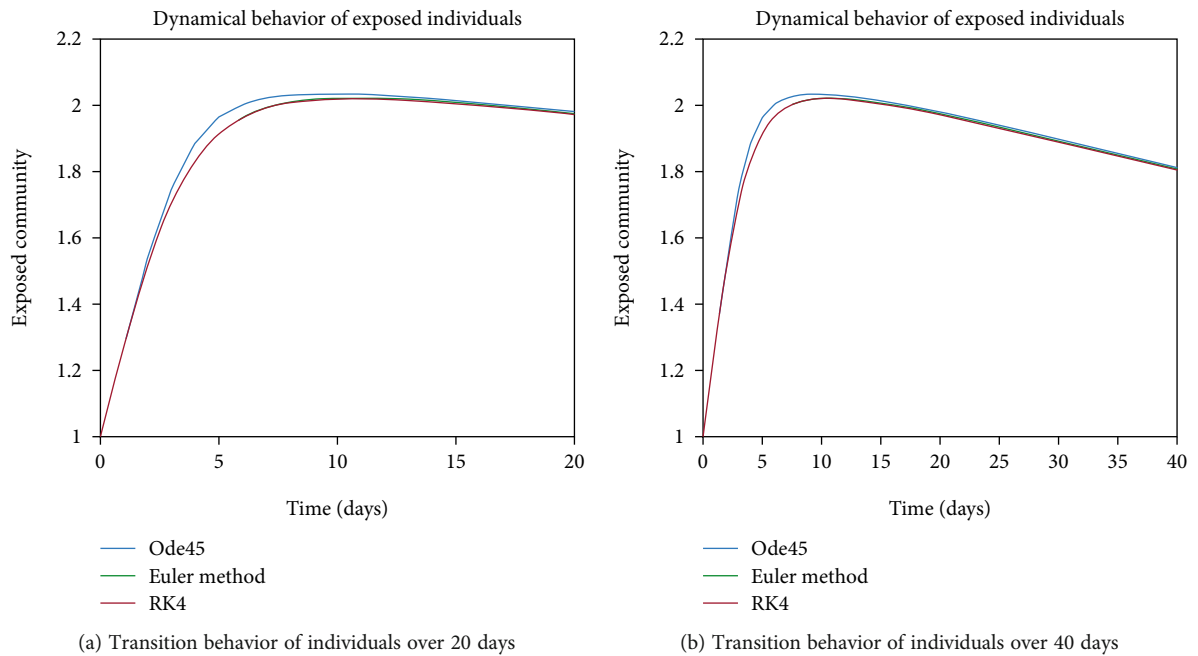 Dynamical behavior of exposed individuals
2.2
2
1.8
1.6
1.4
1.2
1
Exposed community
0 5 10 15 20
Time (days)
Ode45
Euler method
RK4
(a) Transition behavior of individuals over 20 days
Dynamical behavior of exposed individuals
2.2
2
1.8
1.6
1.4
1.2
1
Exposed community
0 5 10 15 20 25 30 35 40
Time (days)
Ode45
Euler method
RK4
(b) Transition behavior of individuals over 40 days